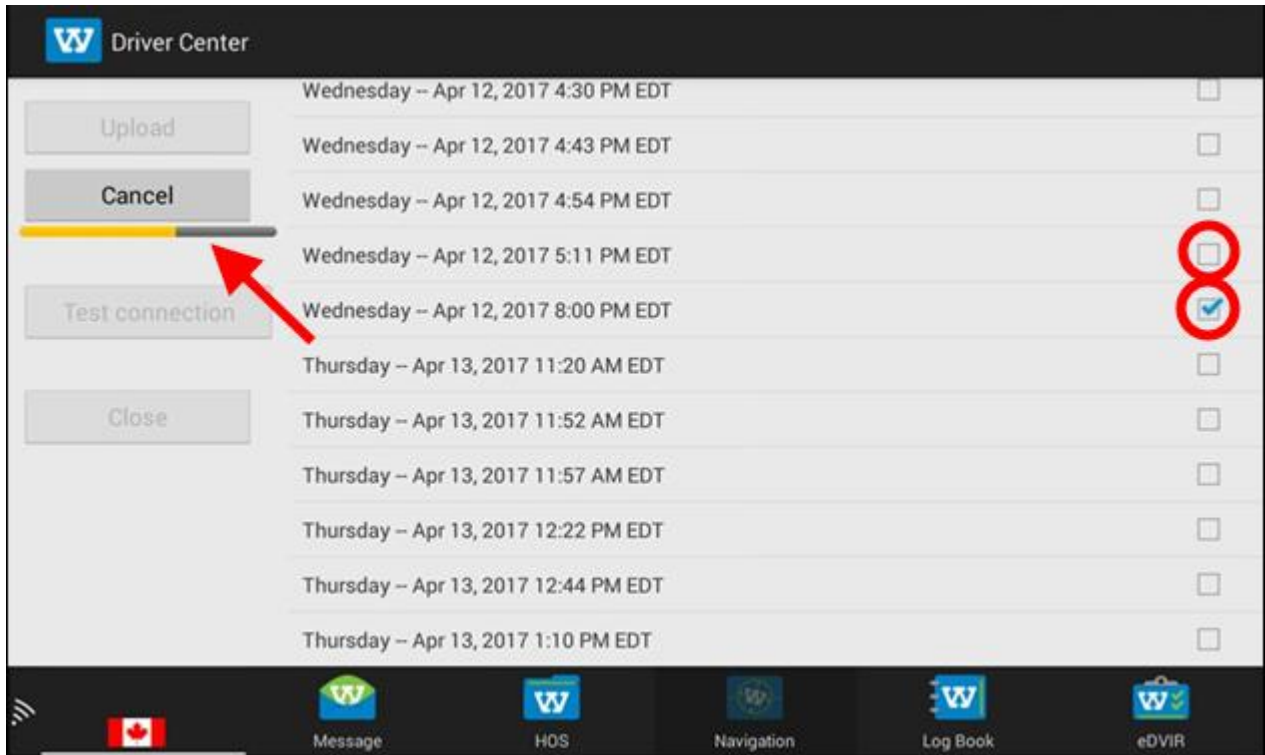 W Driver Center
Upload
Cancel
Test connection
Close
Wednesday -- Apr 12, 2017 4:30 PM EDT
Wednesday -- Apr 12, 2017 4:43 PM EDT
Wednesday -- Apr 12, 2017 4:54 PM EDT
Wednesday -- Apr 12, 2017 5:11 PM EDT
Wednesday -- Apr 12, 2017 8:00 PM EDT
Thursday -- Apr 13, 2017 11:20 AM EDT
Thursday -- Apr 13, 2017 11:52 AM EDT
Thursday -- Apr 13, 2017 11:57 AM EDT
Thursday -- Apr 13, 2017 12:22 PM EDT
Thursday -- Apr 13, 2017 12:44 PM EDT
Thursday -- Apr 13, 2017 1:10 PM EDT
W W W W W
Message HOS Navigation Log Book eDVIR